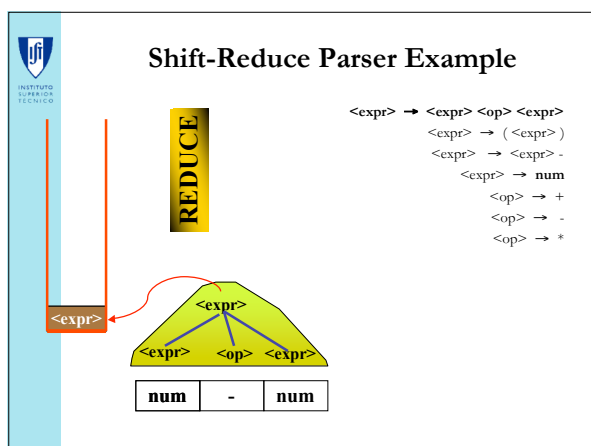 Shift-Reduce Parser Example
INSTITUTO
SUPERIOR
TÉCNICO
<expr> → <expr> <op> <expr>
<expr> → ( <expr> )
<expr> → <expr> -
<expr> → num
<op> → +
<op> → -
<op> → *
REDUCE
<expr>
<expr>
<expr> <op> <expr>
num - num